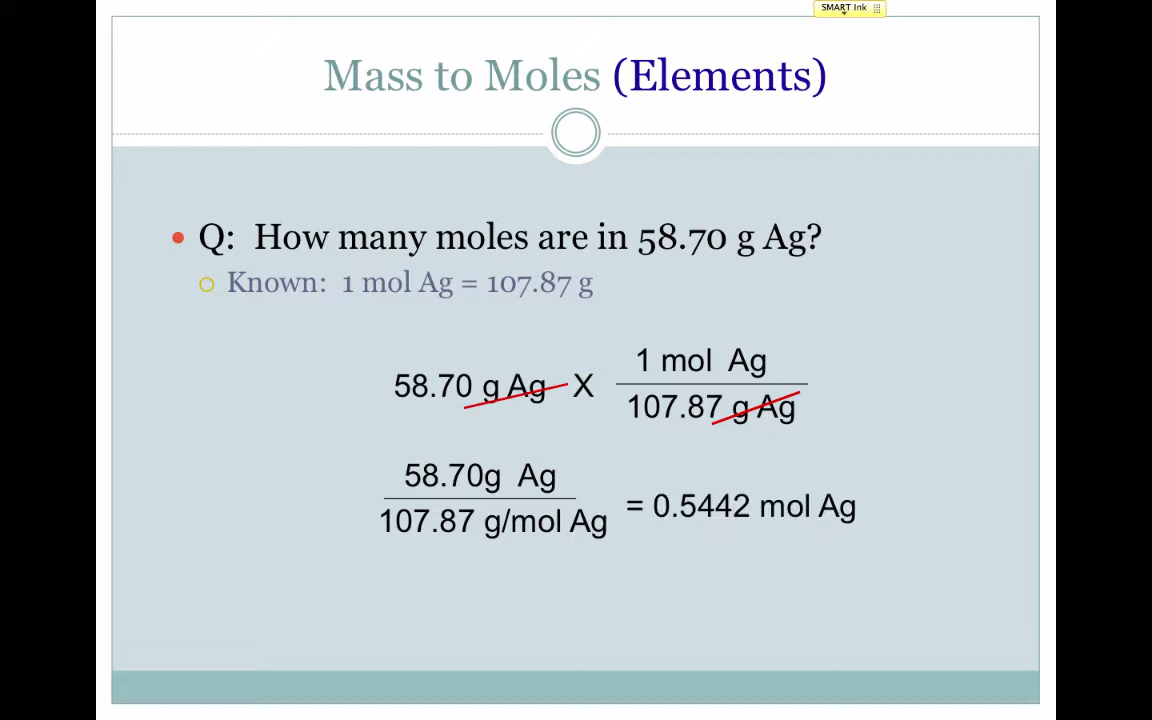 SMART Ink
Mass to Moles (Elements)
Q: How many moles are in 58.70 g Ag?
Known: 1 mol Ag = 107.87 g
1 mol Ag
58.70 g Ag X
107.87 g Ag
58.70g Ag
107.87 g/mol Ag
= 0.5442 mol Ag